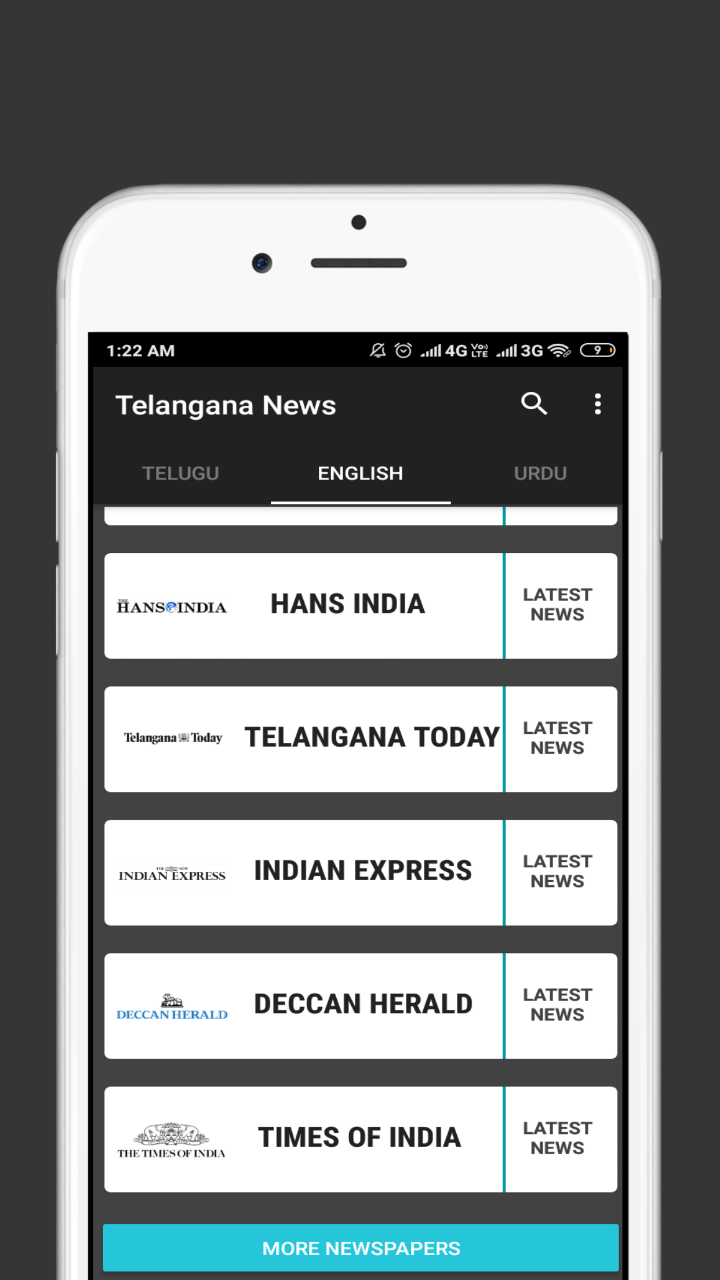 1:22 AM 4G VoLTE 3G 9
Telangana News
TELUGU ENGLISH URDU
THE
HANS INDIA HANS INDIA LATEST
NEWS
Telangana Today TELANGANA TODAY LATEST
NEWS
THE NEW
INDIAN EXPRESS INDIAN EXPRESS LATEST
NEWS
DECCAN HERALD DECCAN HERALD LATEST
NEWS
THE TIMES OF INDIA TIMES OF INDIA LATEST
NEWS
MORE NEWSPAPERS